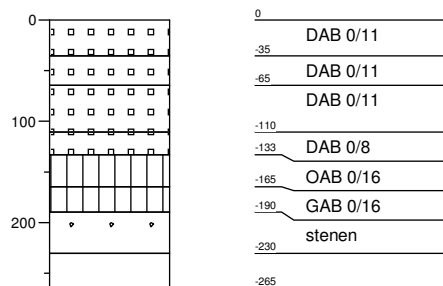 0
0
DAB 0/11
-35
DAB 0/11
-65
DAB 0/11
100
-110
DAB 0/8
-133
OAB 0/16
-165
GAB 0/16
-190
200
stenen
-230
-265